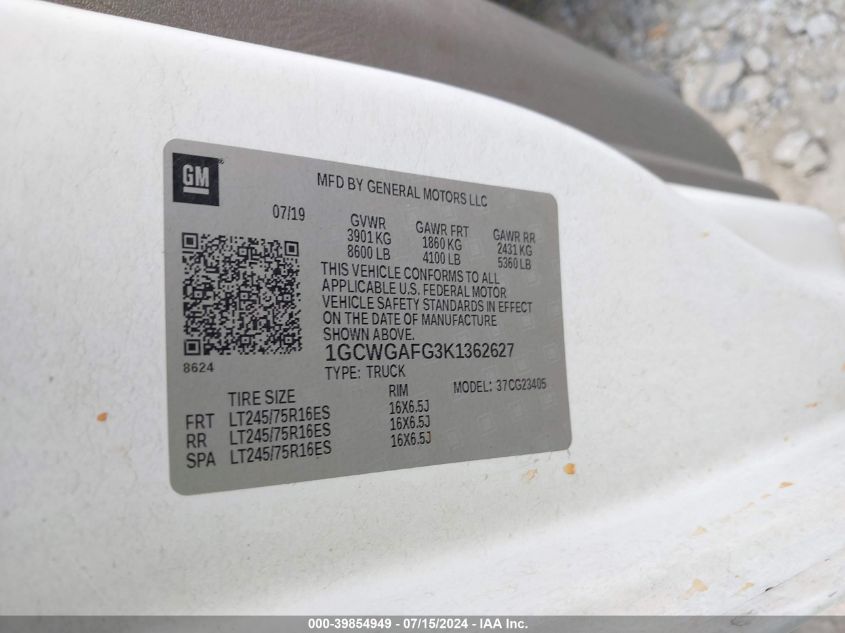 GM
MFD BY GENERAL MOTORS LLC
07/19
GVWR GAWR FRT GAWR RR
3901 KG 1860 KG 2431 KG
8600 LB 4100 LB 5360 LB
THIS VEHICLE CONFORMS TO ALL
APPLICABLE U.S. FEDERAL MOTOR
VEHICLE SAFETY STANDARDS IN EFFECT
ON THE DATE OF MANUFACTURE
SHOWN ABOVE.
8624
1GCWGAFG3K1362627
TYPE: TRUCK MODEL: 37CG23405
TIRE SIZE RIM
FRT LT245/75R16ES 16X6.5J
RR LT245/75R16ES 16X6.5J
SPA LT245/75R16ES 16X6.5J
000-39854949 - 07/15/2024 - IAA Inc.